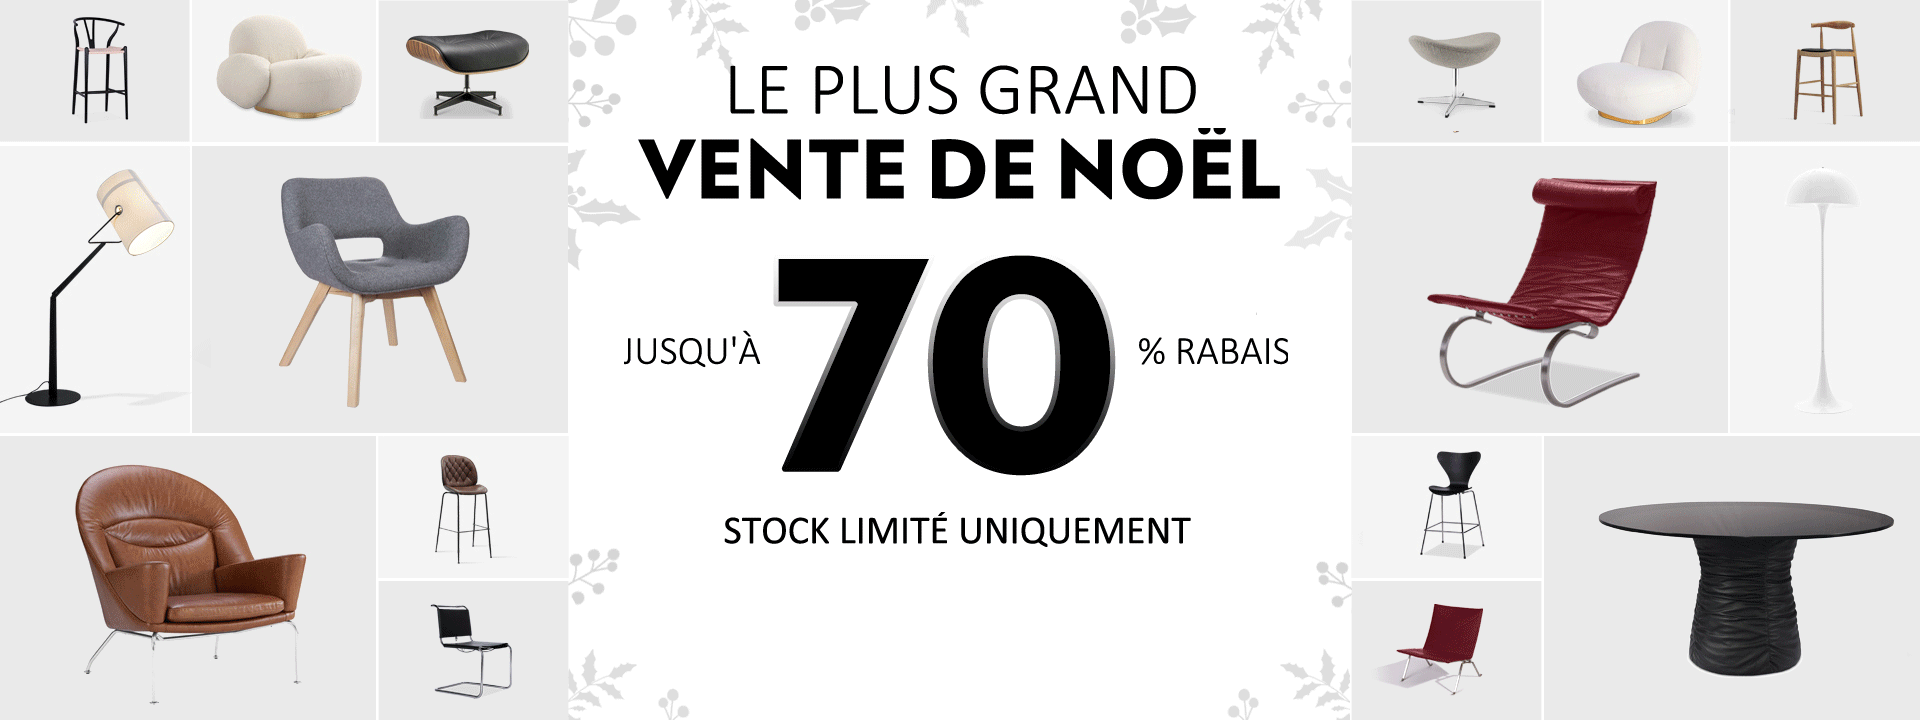 LE PLUS GRAND
VENTE DE NOËL
JUSQU'À 70 % RABAIS
STOCK LIMITÉ UNIQUEMENT